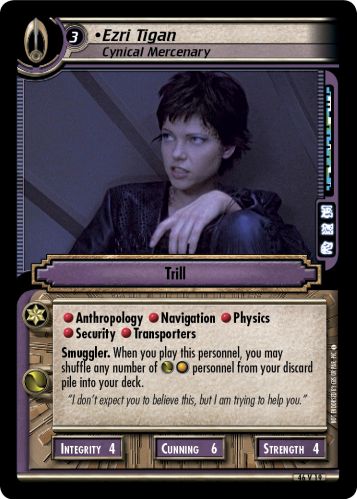 3
•Ezri Tigan
Cynical Mercenary
Trill
Anthropology Navigation Physics
Security Transporters
Smuggler. When you play this personnel, you may
shuffle any number of personnel from your discard
pile into your deck.
"I don't expect you to believe this, but I am trying to help you."
INTEGRITY 4 CUNNING 6 STRENGTH 4
46 V 19